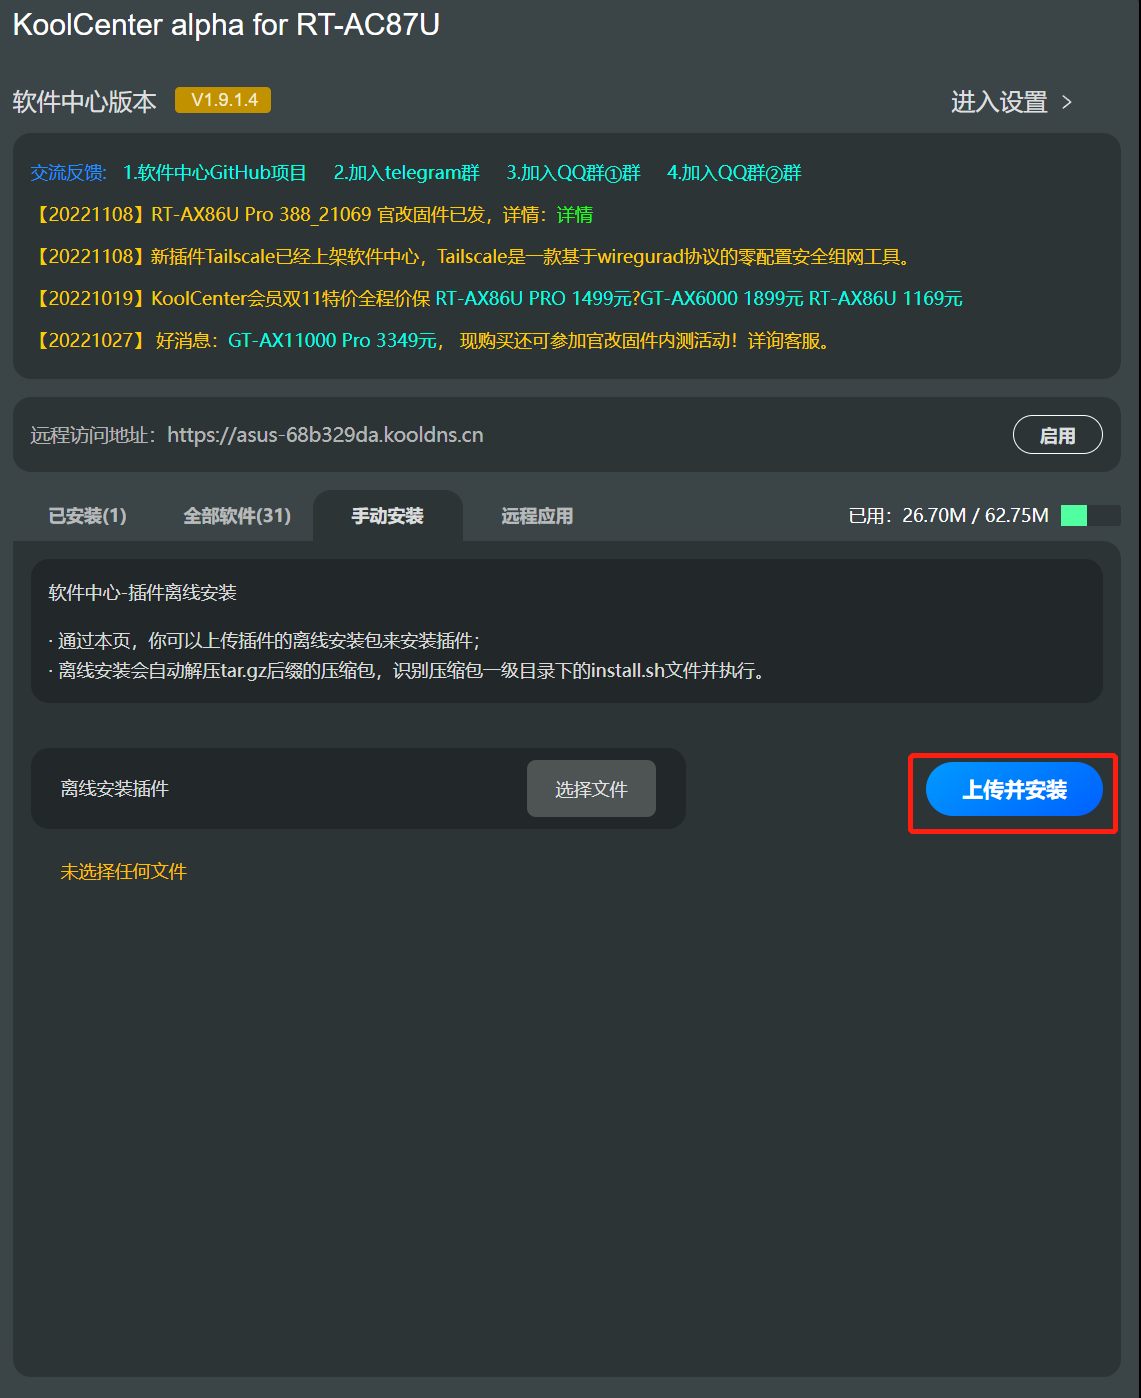 KoolCenter alpha for RT-AC87U
软件中心版本 V1.9.1.4 进入设置 >
交流反馈: 1.软件中心GitHub项目 2.加入telegram群 3.加入QQ群①群 4.加入QQ群②群
【20221108】RT-AX86U Pro 388_21069 官改固件已发，详情：详情
【20221108】新插件Tailscale已经上架软件中心，Tailscale是一款基于wiregurad协议的零配置安全组网工具。
【20221019】KoolCenter会员双11特价全程价保 RT-AX86U PRO 1499元?GT-AX6000 1899元 RT-AX86U 1169元
【20221027】 好消息：GT-AX11000 Pro 3349元， 现购买还可参加官改固件内测活动！详询客服。
远程访问地址：https://asus-68b329da.kooldns.cn 启用
已安装(1) 全部软件(31) 手动安装 远程应用 已用：26.70M / 62.75M
软件中心-插件离线安装
· 通过本页，你可以上传插件的离线安装包来安装插件；
· 离线安装会自动解压tar.gz后缀的压缩包，识别压缩包一级目录下的install.sh文件并执行。
离线安装插件 选择文件 上传并安装
未选择任何文件